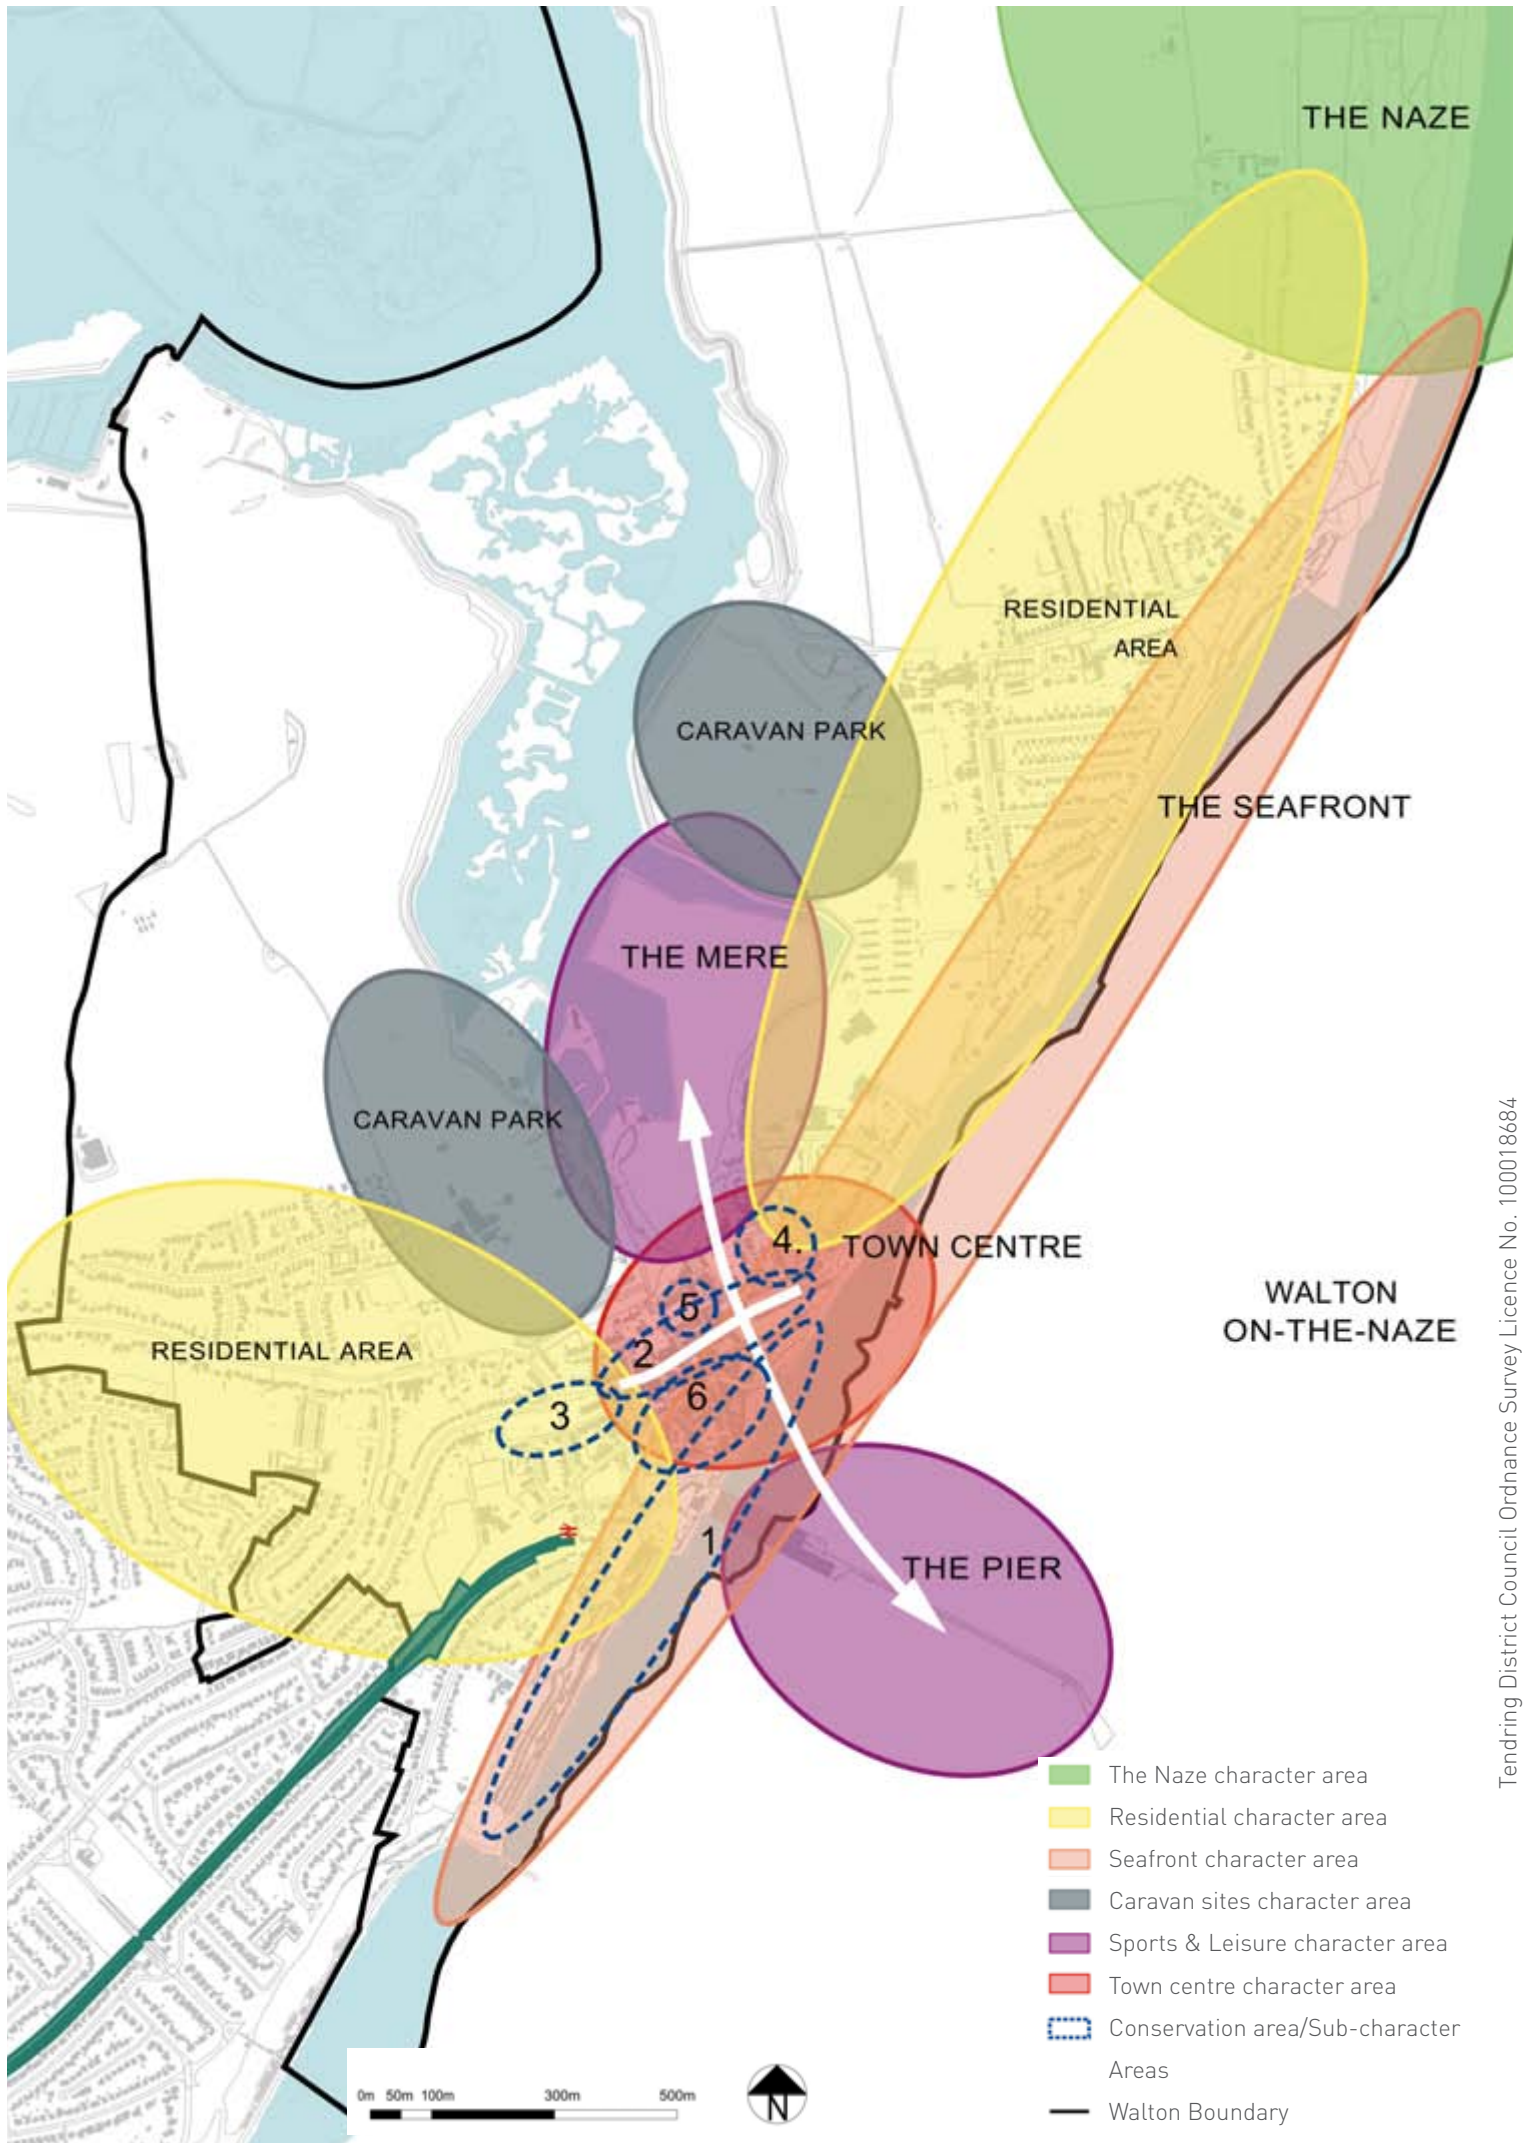 THE NAZE
RESIDENTIAL
AREA
CARAVAN PARK
THE SEAFRONT
THE MERE
CARAVAN PARK
4.
TOWN CENTRE
WALTON
ON-THE-NAZE
5
2
RESIDENTIAL AREA
6
3
1
THE PIER
Tendring District Council Ordnance Survey Licence No. 100018684
The Naze character area
Residential character area
Seafront character area
Caravan sites character area
Sports & Leisure character area
Town centre character area
Conservation area/Sub-character
Areas
Walton Boundary
0m 50m 100m 300m 500m
N